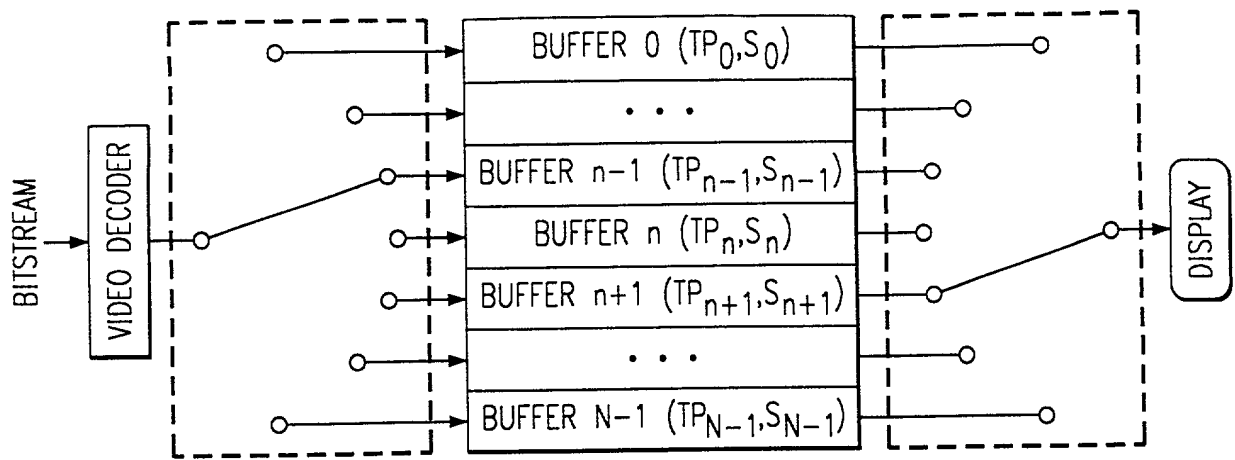 BITSTREAM
VIDEO DECODER
BUFFER 0 (TP0,S0)
• • •
BUFFER n-1 (TPn-1,Sn-1)
BUFFER n (TPn,Sn)
BUFFER n+1 (TPn+1,Sn+1)
• • •
BUFFER N-1 (TPN-1,SN-1)
DISPLAY